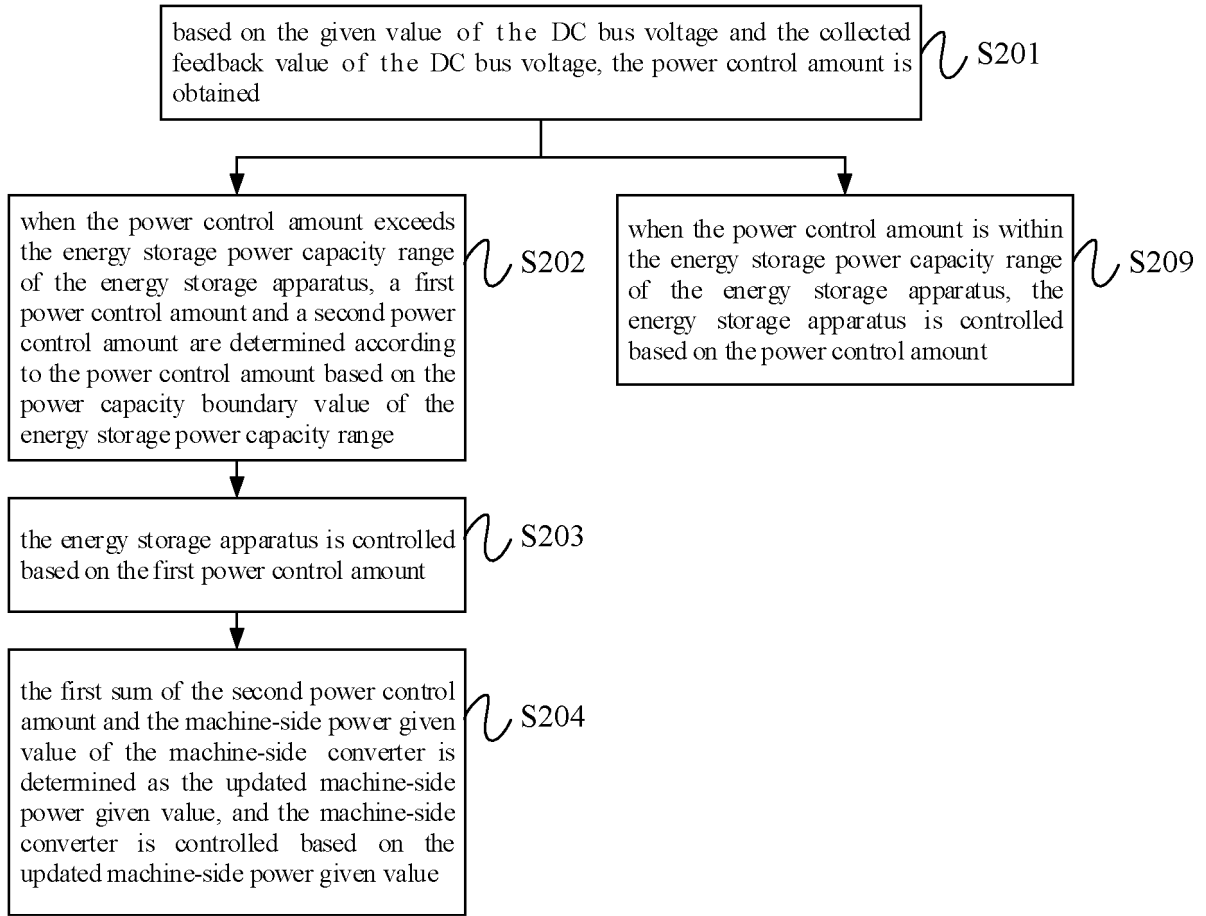 based on the given value of the DC bus voltage and the collected
feedback value of the DC bus voltage, the power control amount is
obtained
S201
when the power control amount exceeds
the energy storage power capacity range
of the energy storage apparatus, a first
power control amount and a second power
control amount are determined according
to the power control amount based on the
power capacity boundary value of the
energy storage power capacity range
S202
when the power control amount is within
the energy storage power capacity range
of the energy storage apparatus, the
energy storage apparatus is controlled
based on the power control amount
S209
the energy storage apparatus is controlled
based on the first power control amount
S203
the first sum of the second power control
amount and the machine-side power given
value of the machine-side converter is
determined as the updated machine-side
power given value, and the machine-side
converter is controlled based on the
updated machine-side power given value
S204